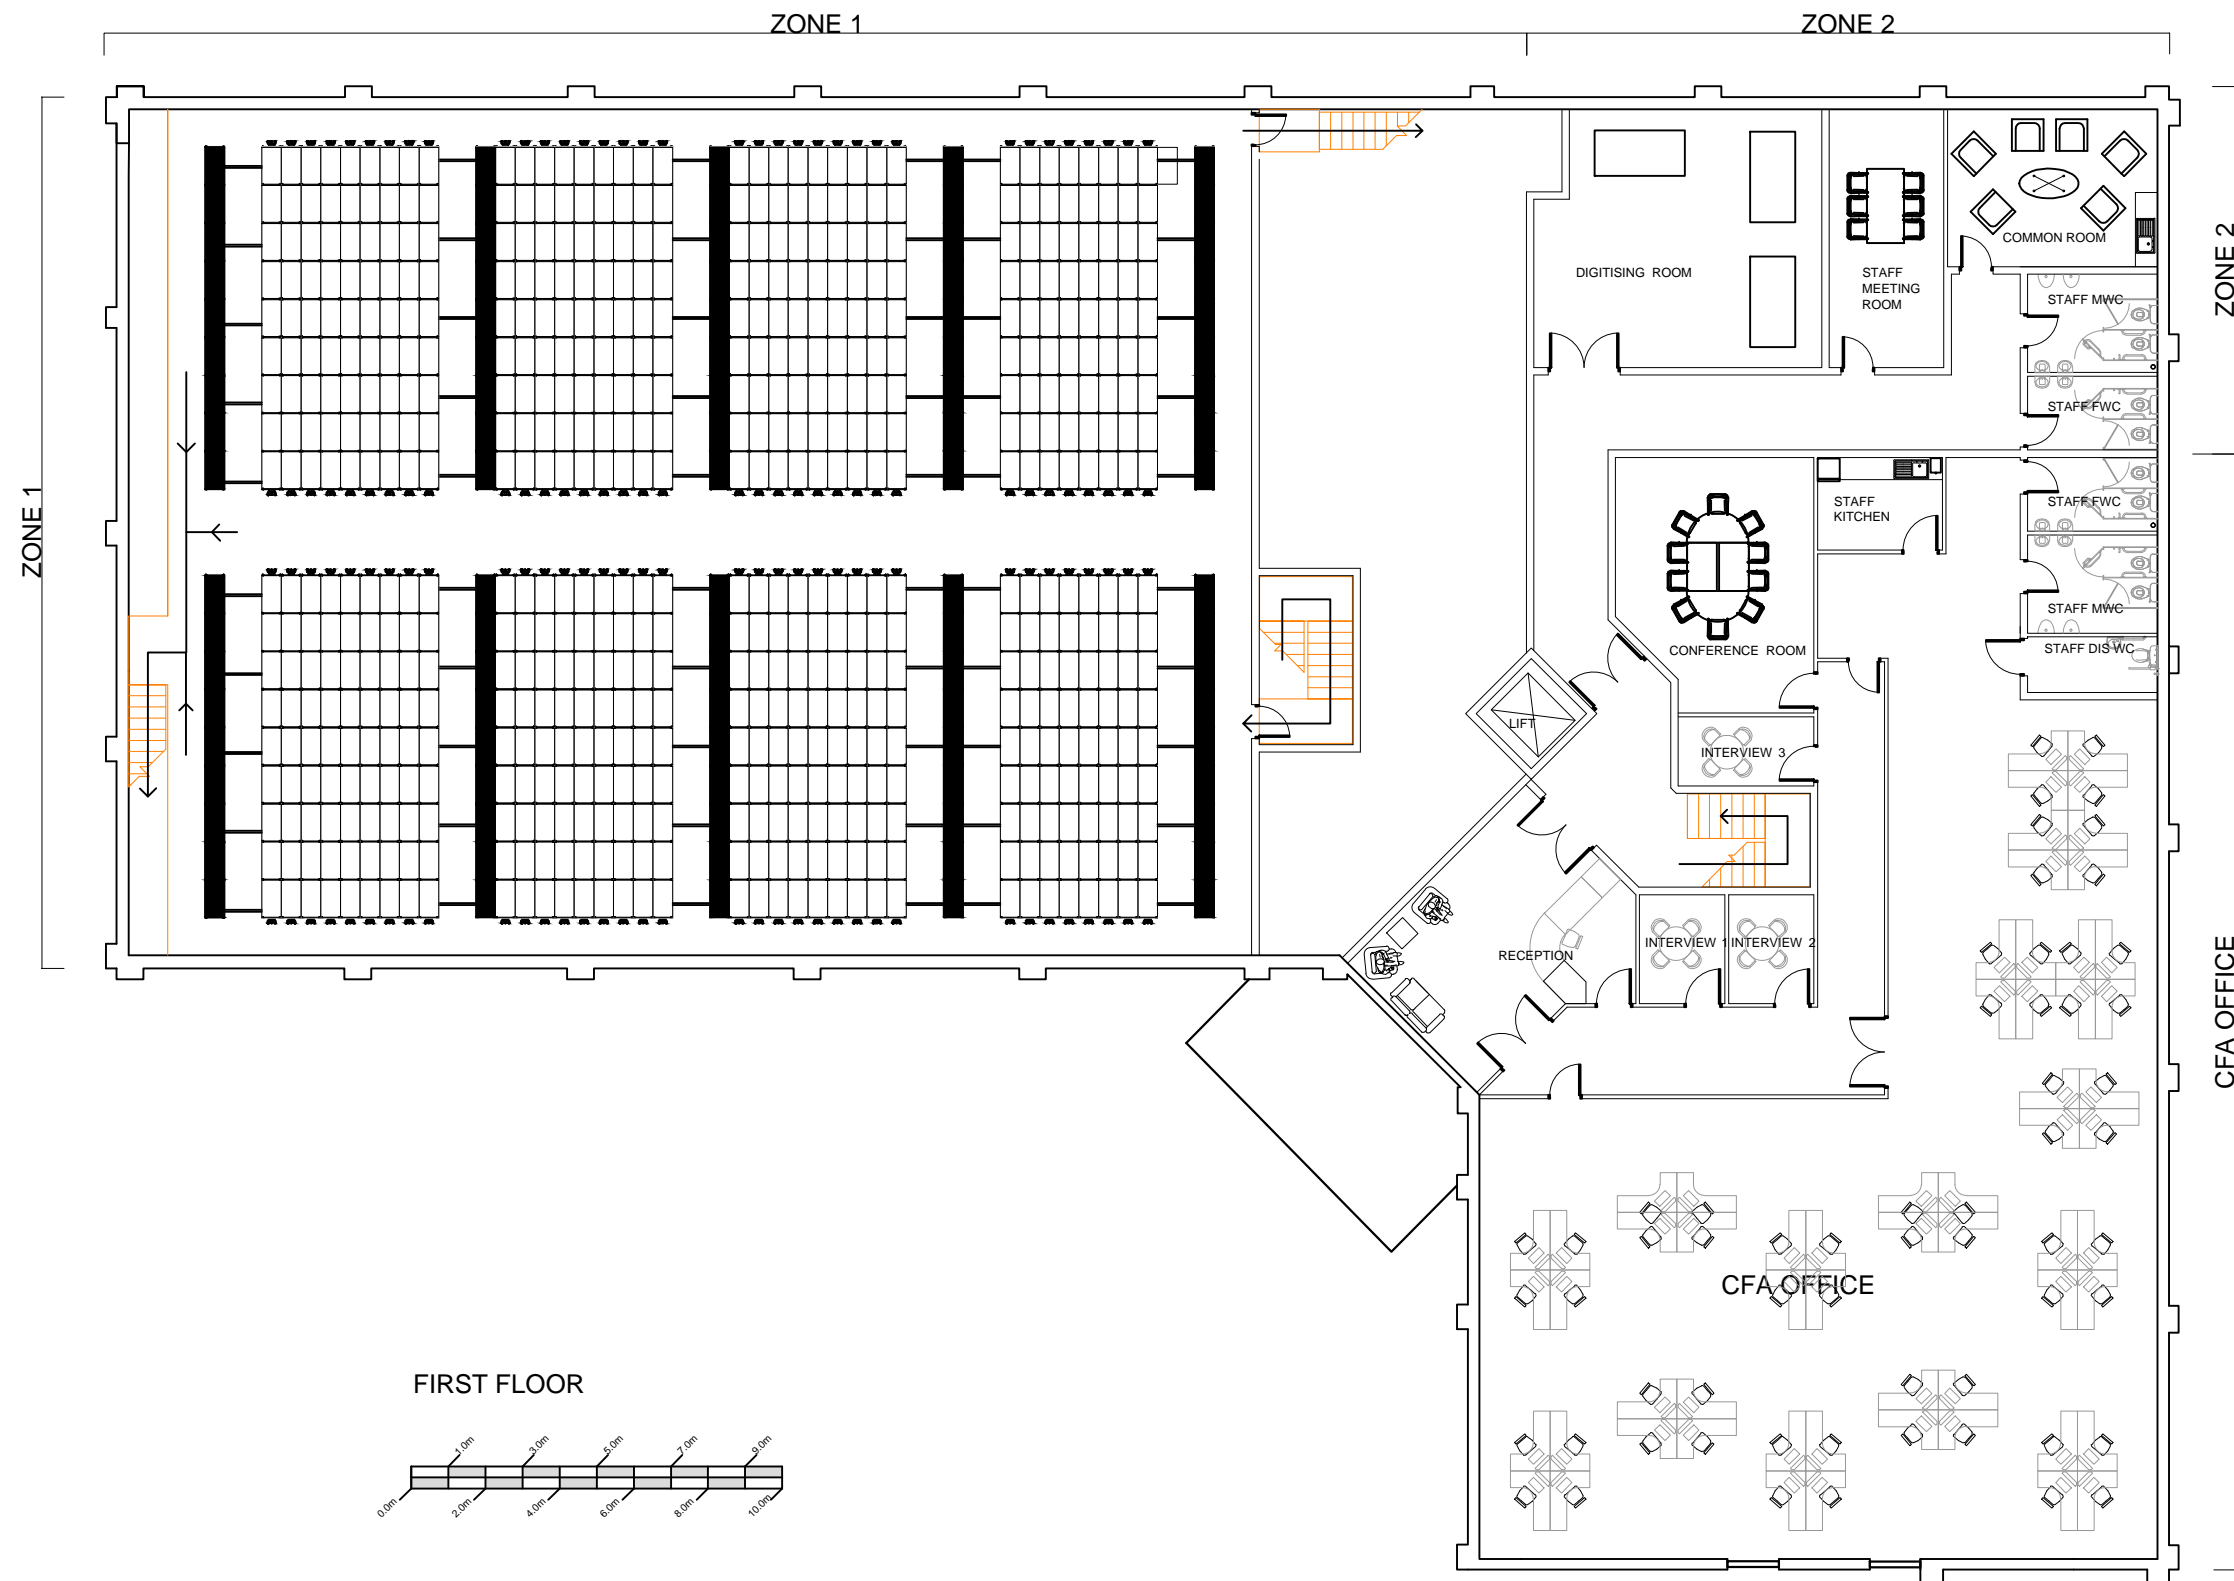 ZONE 1
ZONE 2
ZONE 1
ZONE 2
CFA OFFICE
DIGITISING ROOM
STAFF
MEETING
ROOM
COMMON ROOM
STAFF MWC
STAFF FWC
STAFF FWC
STAFF MWC
STAFF DIS WC
STAFF
KITCHEN
CONFERENCE ROOM
LIFT
INTERVIEW 3
INTERVIEW 1
INTERVIEW 2
RECEPTION
CFA OFFICE
FIRST FLOOR
1.0m
3.0m
5.0m
7.0m
9.0m
0.0m
2.0m
4.0m
6.0m
8.0m
10.0m